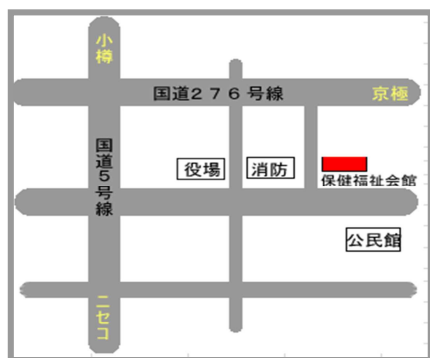 小樽
国道276号線
京極
国道5号線
役場
消防
保健福祉会館
公民館
ニセコ